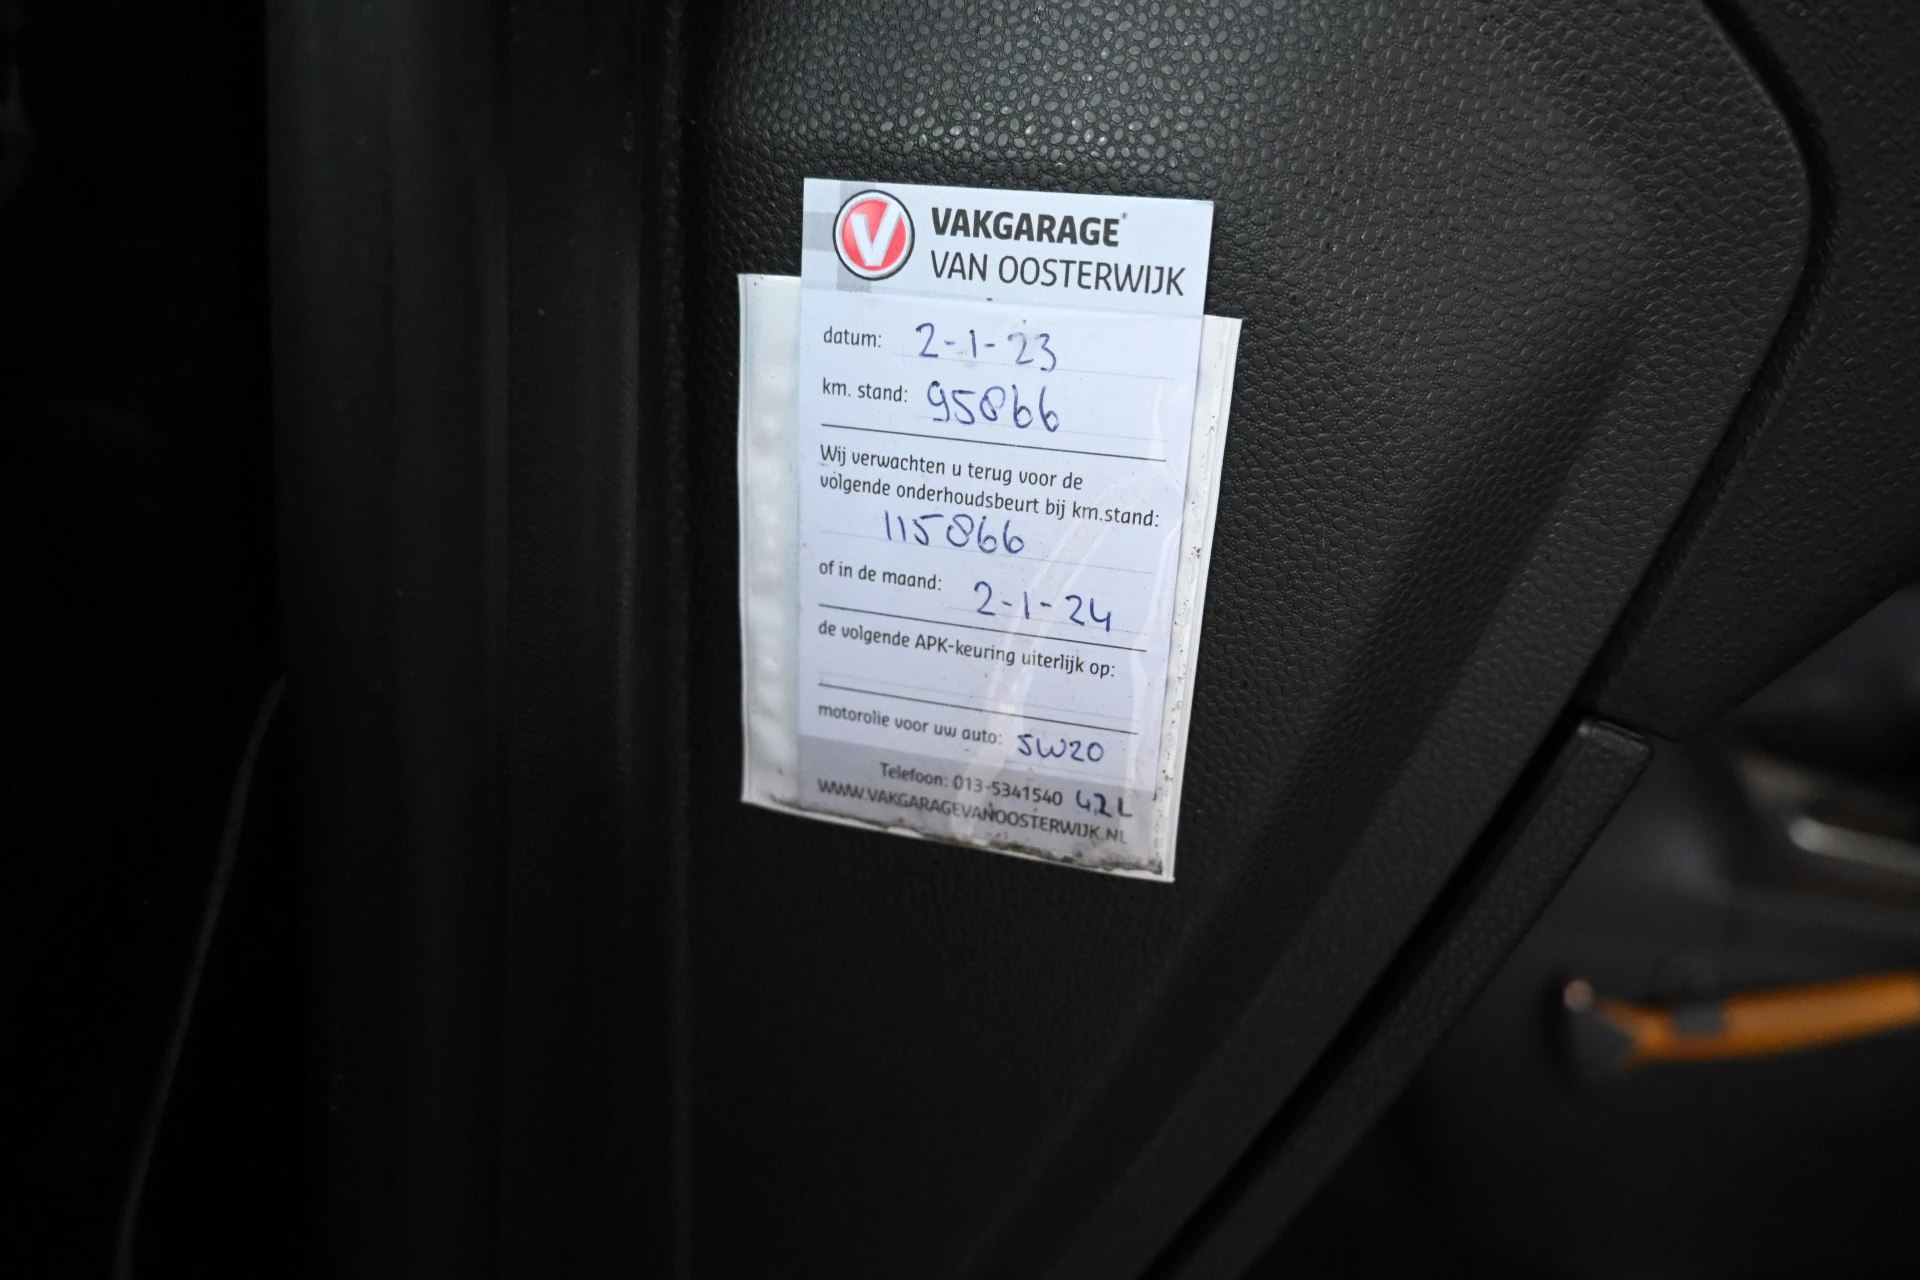 V VAKGARAGE®
VAN OOSTERWIJK
datum: 2-1-23
km. stand: 95866
Wij verwachten u terug voor de
volgende onderhoudsbeurt bij km.stand:
115866
of in de maand: 2-1-24
de volgende APK-keuring uiterlijk op:
motorolie voor uw auto: 5W20
Telefoon: 013-5341540 4,2 L
WWW.VAKGARAGEVANOOSTERWIJK.NL